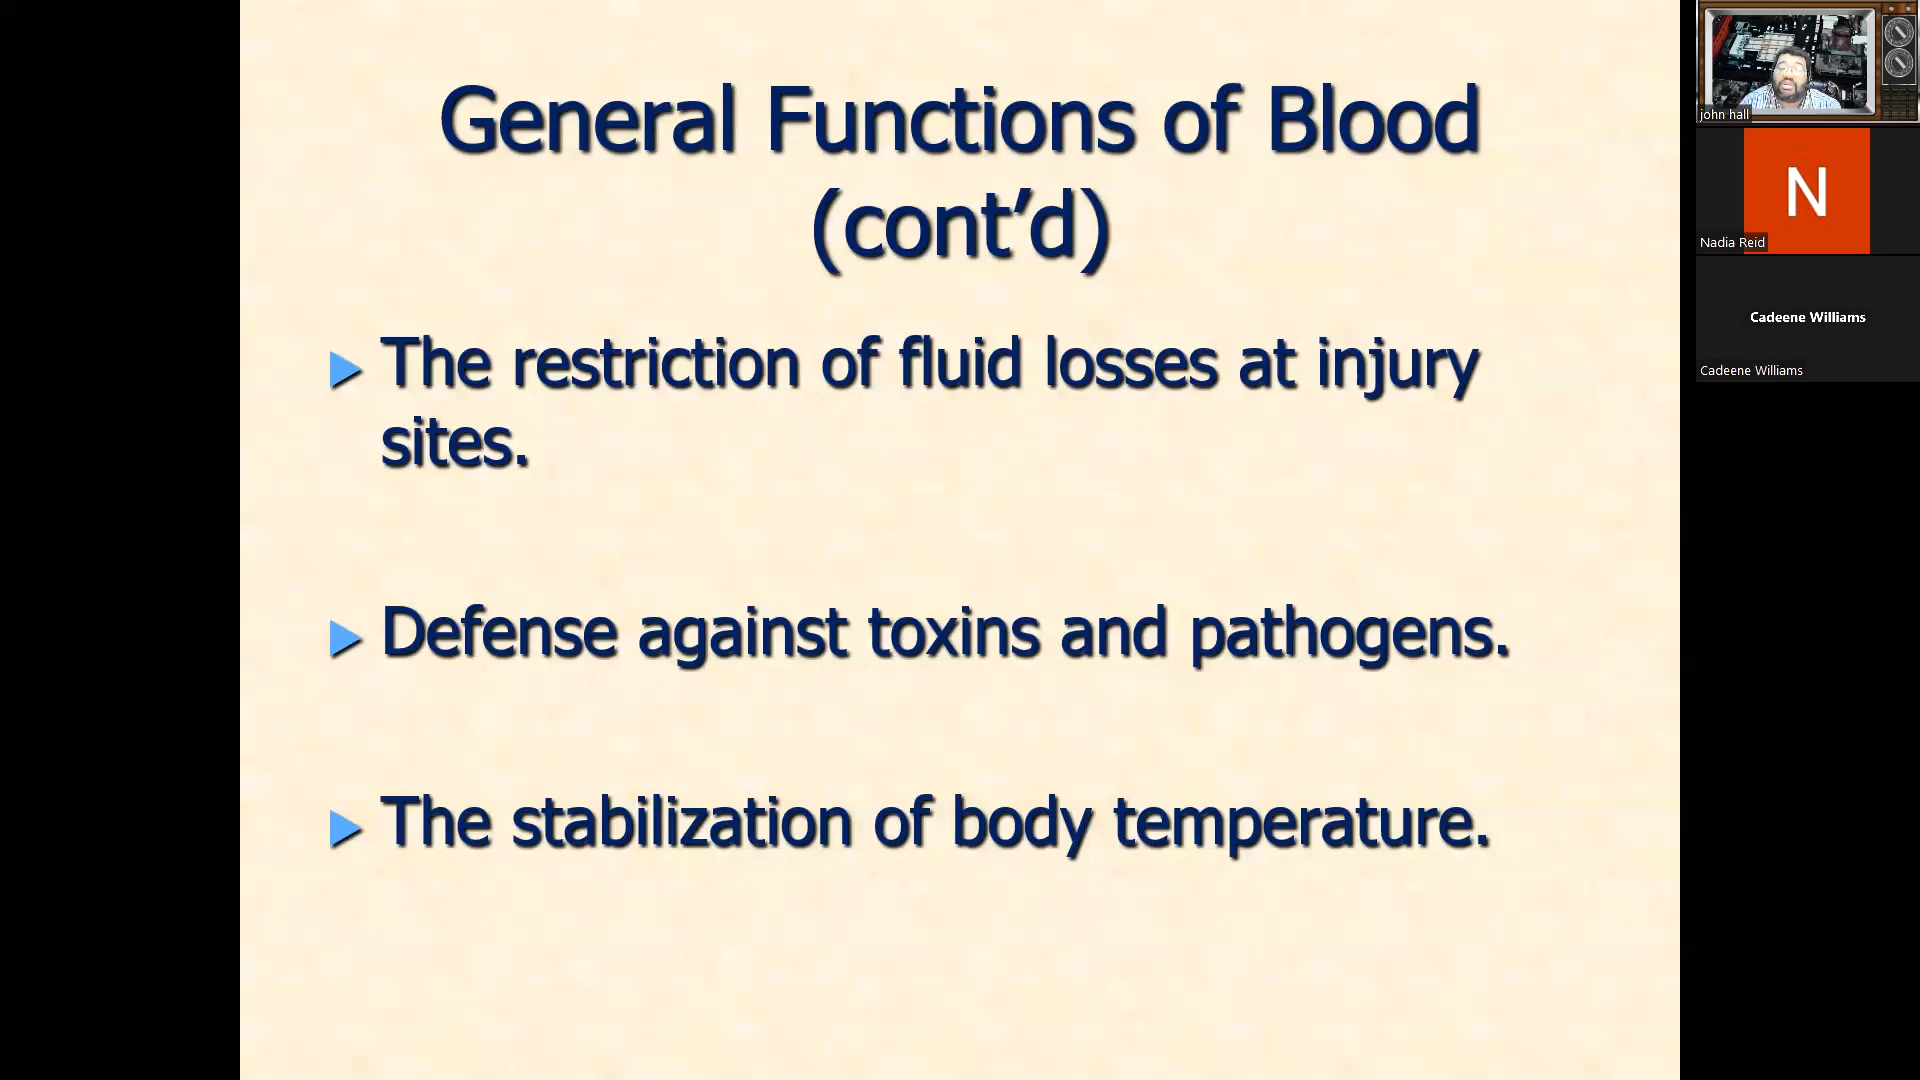 General Functions of Blood
(cont’d)
The restriction of fluid losses at injury
sites.
Defense against toxins and pathogens.
The stabilization of body temperature.
john hall
N
Nadia Reid
Cadeene Williams
Cadeene Williams